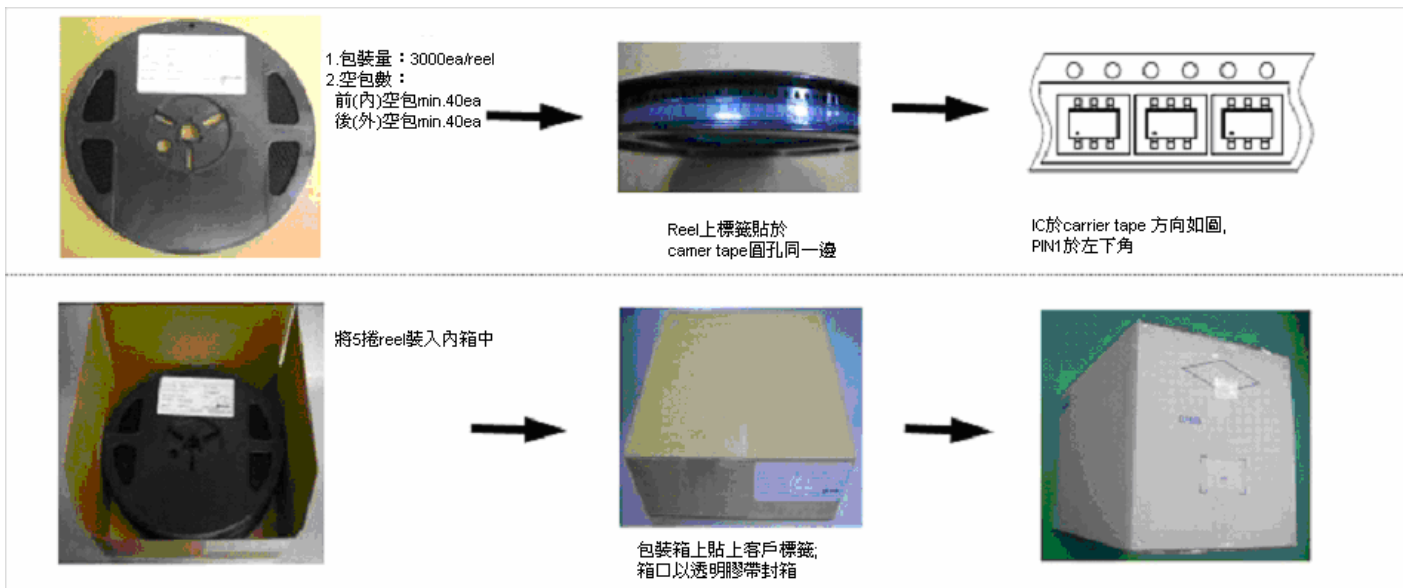 1.包裝量：3000ea/reel
2.空包數：
前(內)空包min.40ea
後(外)空包min.40ea
Reel上標籤貼於
camer tape圓孔同一邊
IC於carrier tape 方向如圖,
PIN1於左下角
將5捲reel裝入內箱中
包裝箱上貼上客戶標籤;
箱口以透明膠帶封箱